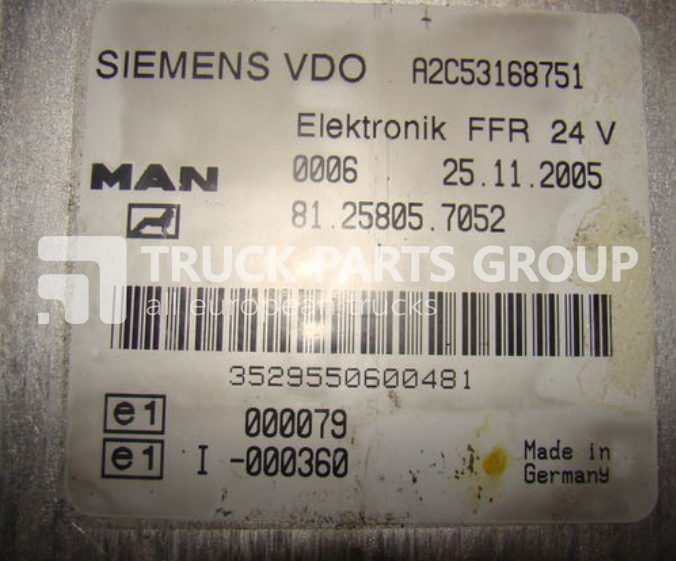 SIEMENS VDO A2C53168751
Elektronik FFR 24 V
MAN 0006 25.11.2005
81.25805.7052
TRUCK PARTS GROUP
all european trucks
3529550600481
e1 000079
e1 I -000360
Made in
Germany